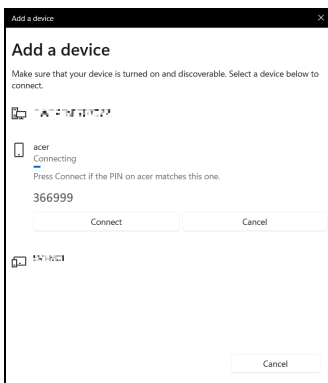 Add a device
Add a device
Make sure that your device is turned on and discoverable. Select a device below to
connect.
acer
Connecting
Press Connect if the PIN on acer matches this one.
366999
Connect Cancel
Cancel